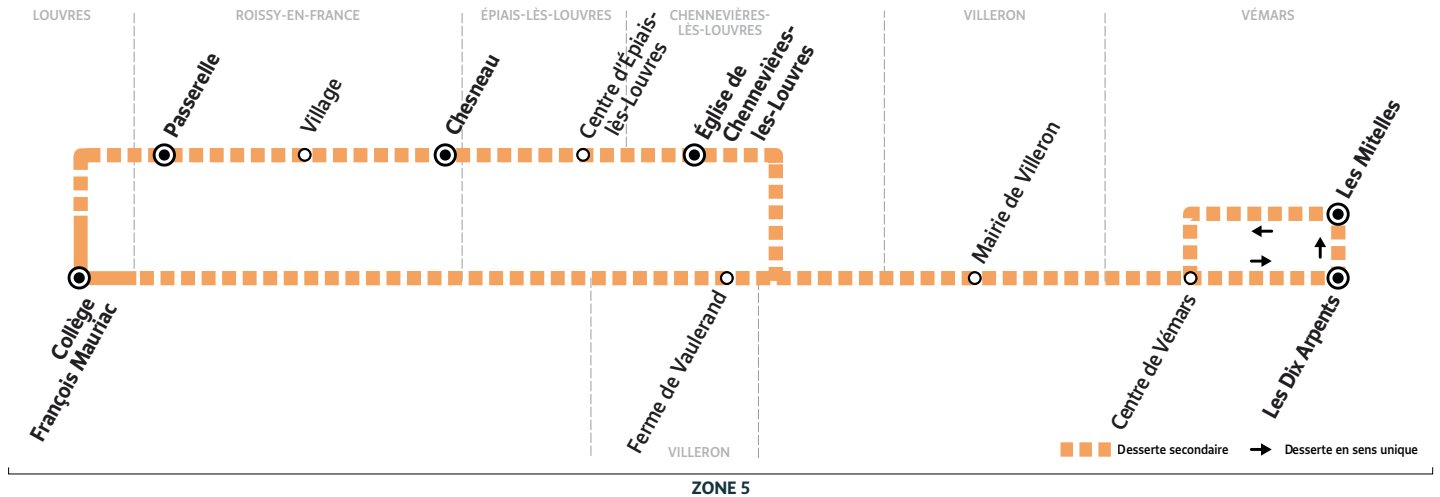 LOUVRES
ROISSY-EN-FRANCE
ÉPIAIS-LÈS-LOUVRES
CHENNEVIÈRES-
LÈS-LOUVRES
VILLERON
VÉMARS
Passerelle
Village
Chesneau
Centre d'Épiais-
lès-Louvres
Église de
Chennevières-
les-Louvres
Mairie de Villeron
Les Mitelles
Collège
François Mauriac
Ferme de Vaulerand
Centre de Vémars
Les Dix Arpents
VILLERON
Desserte secondaire
Desserte en sens unique
ZONE 5